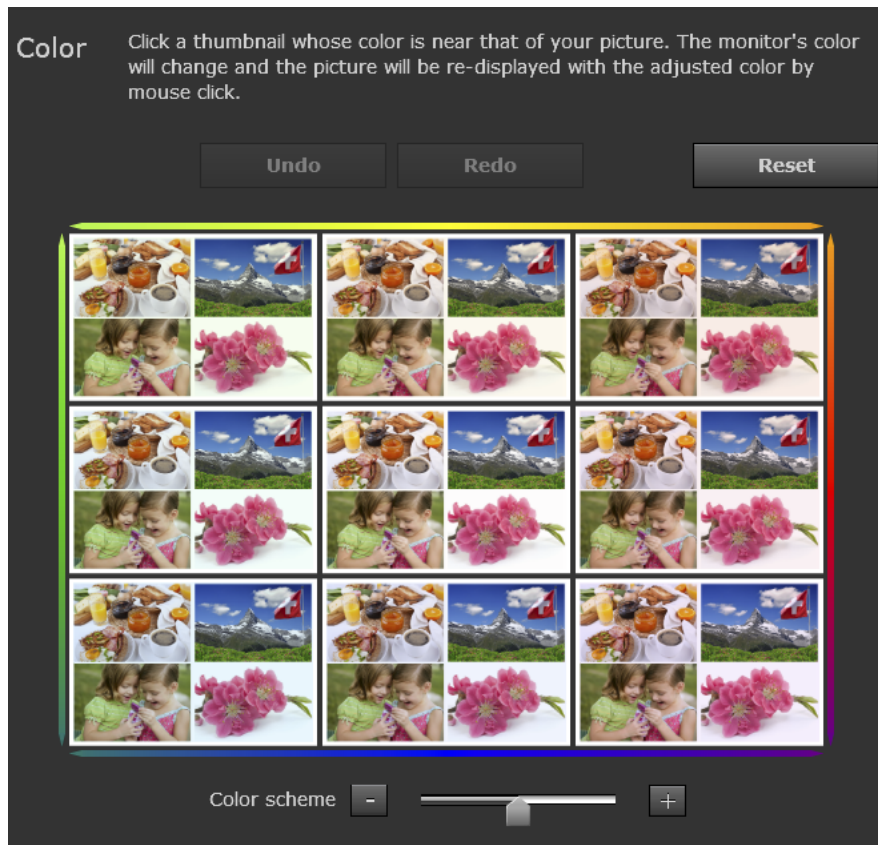 Color
Click a thumbnail whose color is near that of your picture. The monitor's color
will change and the picture will be re-displayed with the adjusted color by
mouse click.
Undo
Redo
Reset
Color scheme - +